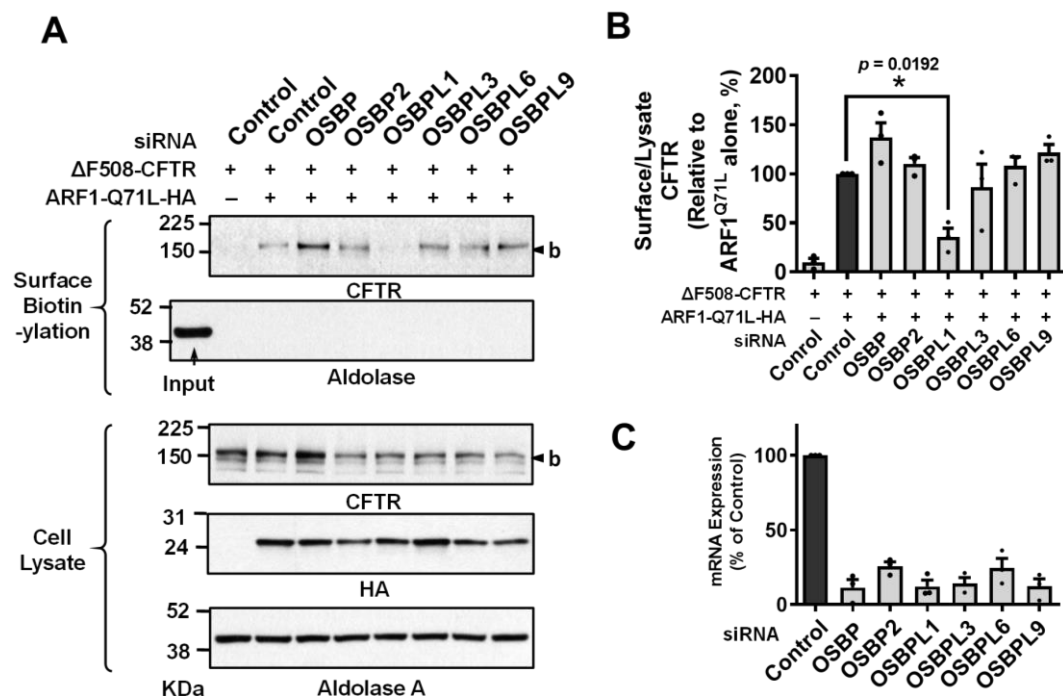 A
siRNA Control Control OSBP OSBP2 OSBPL1 OSBPL3 OSBPL6 OSBPL9
ΔF508-CFTR + + + + + + + +
ARF1-Q71L-HA – + + + + + + +
Surface
Biotin
-ylation
225
150
b
CFTR
52
38
Input
Aldolase
Cell
Lysate
225
150
b
CFTR
31
24
HA
52
38
KDa
Aldolase A
B
p = 0.0192
*
Surface/Lysate
CFTR
(Relative to
ARF1Q71L alone, %)
200
150
100
50
0
ΔF508-CFTR + + + + + + + +
ARF1-Q71L-HA – + + + + + + +
siRNA Conrol Control OSBP OSBP2 OSBPL1 OSBPL3 OSBPL6 OSBPL9
C
mRNA Expression
(% of Control)
100
50
0
siRNA Control OSBP OSBP2 OSBPL1 OSBPL3 OSBPL6 OSBPL9